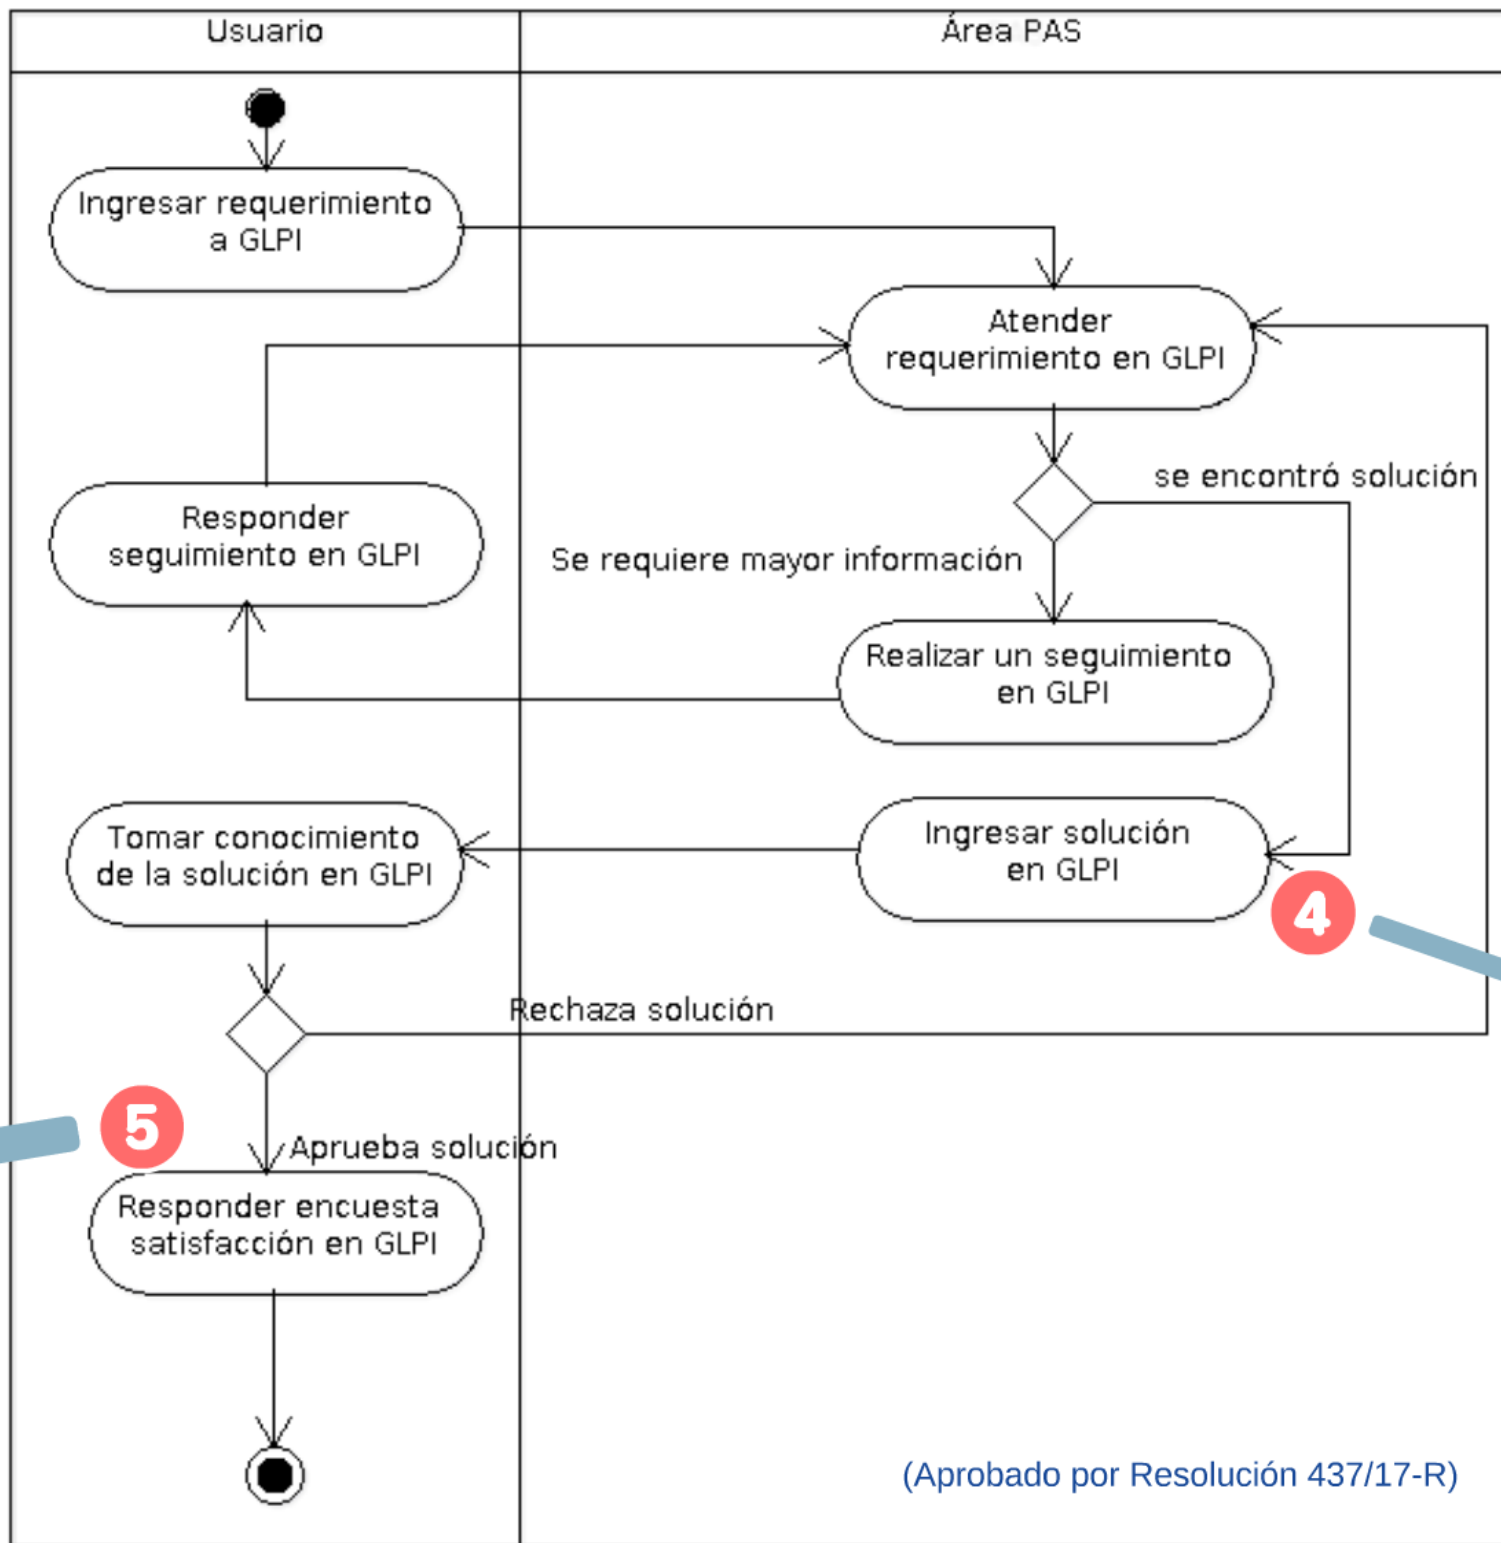 Usuario
Área PAS
Ingresar requerimiento
a GLPI
Atender
requerimiento en GLPI
se encontró solución
Responder
seguimiento en GLPI
Se requiere mayor información
Realizar un seguimiento
en GLPI
Tomar conocimiento
de la solución en GLPI
Ingresar solución
en GLPI
4
Rechaza solución
5
Aprueba solución
Responder encuesta
satisfacción en GLPI
(Aprobado por Resolución 437/17-R)